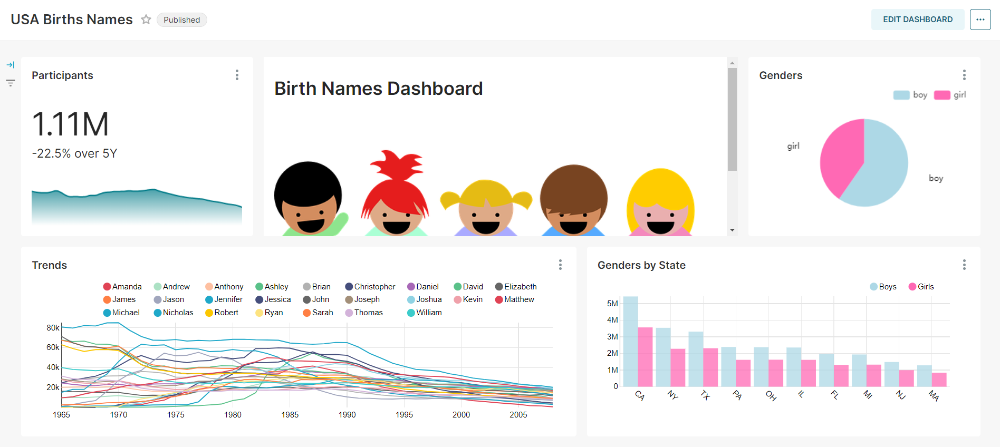 USA Births Names
Published
EDIT DASHBOARD
Participants
1.11M
-22.5% over 5Y
Birth Names Dashboard
Genders
boy girl
girl
boy
Trends
Amanda Andrew Anthony Ashley Brian Christopher Daniel David Elizabeth
James Jason Jennifer Jessica John Joseph Joshua Kevin Matthew
Michael Nicholas Robert Ryan Sarah Thomas William
80k
60k
40k
20k
1965 1970 1975 1980 1985 1990 1995 2000 2005
Genders by State
Boys Girls
5M
4M
3M
2M
1M
0
CA NY TX PA OH IL FL MI NJ MA